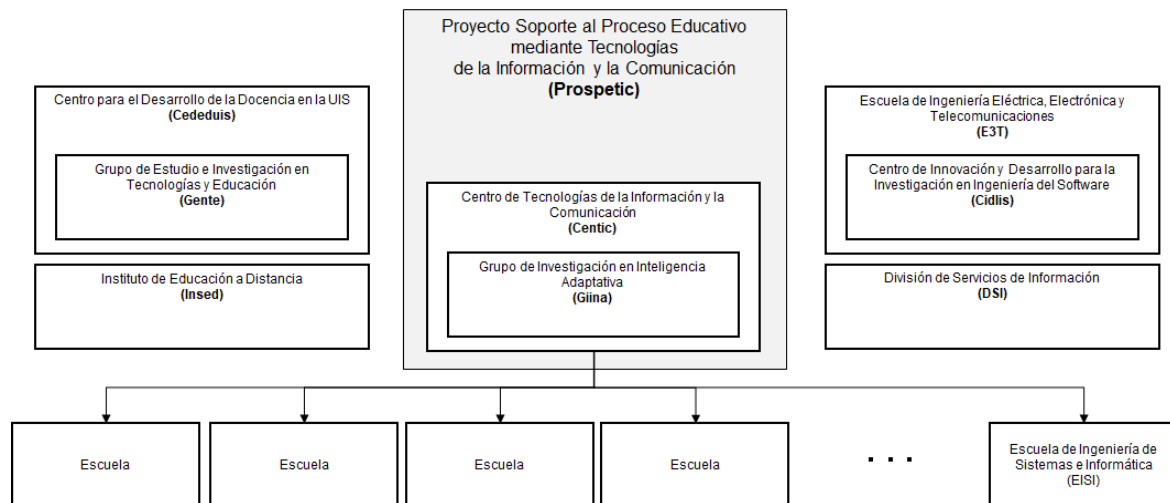 Proyecto Soporte al Proceso Educativo
mediante Tecnologías
de la Información y la Comunicación
(Prospetic)
Centro para el Desarrollo de la Docencia en la UIS
(Cededuis)
Grupo de Estudio e Investigación en
Tecnologías y Educación
(Gente)
Instituto de Educación a Distancia
(Insed)
Centro de Tecnologías de la Información y la
Comunicación
(Centic)
Grupo de Investigación en Inteligencia
Adaptativa
(Giina)
Escuela de Ingeniería Eléctrica, Electrónica y
Telecomunicaciones
(E3T)
Centro de Innovación y Desarrollo para la
Investigación en Ingeniería del Software
(Cidlis)
División de Servicios de Información
(DSI)
Escuela
Escuela
Escuela
Escuela
. . .
Escuela de Ingeniería de
Sistemas e Informática
(EISI)